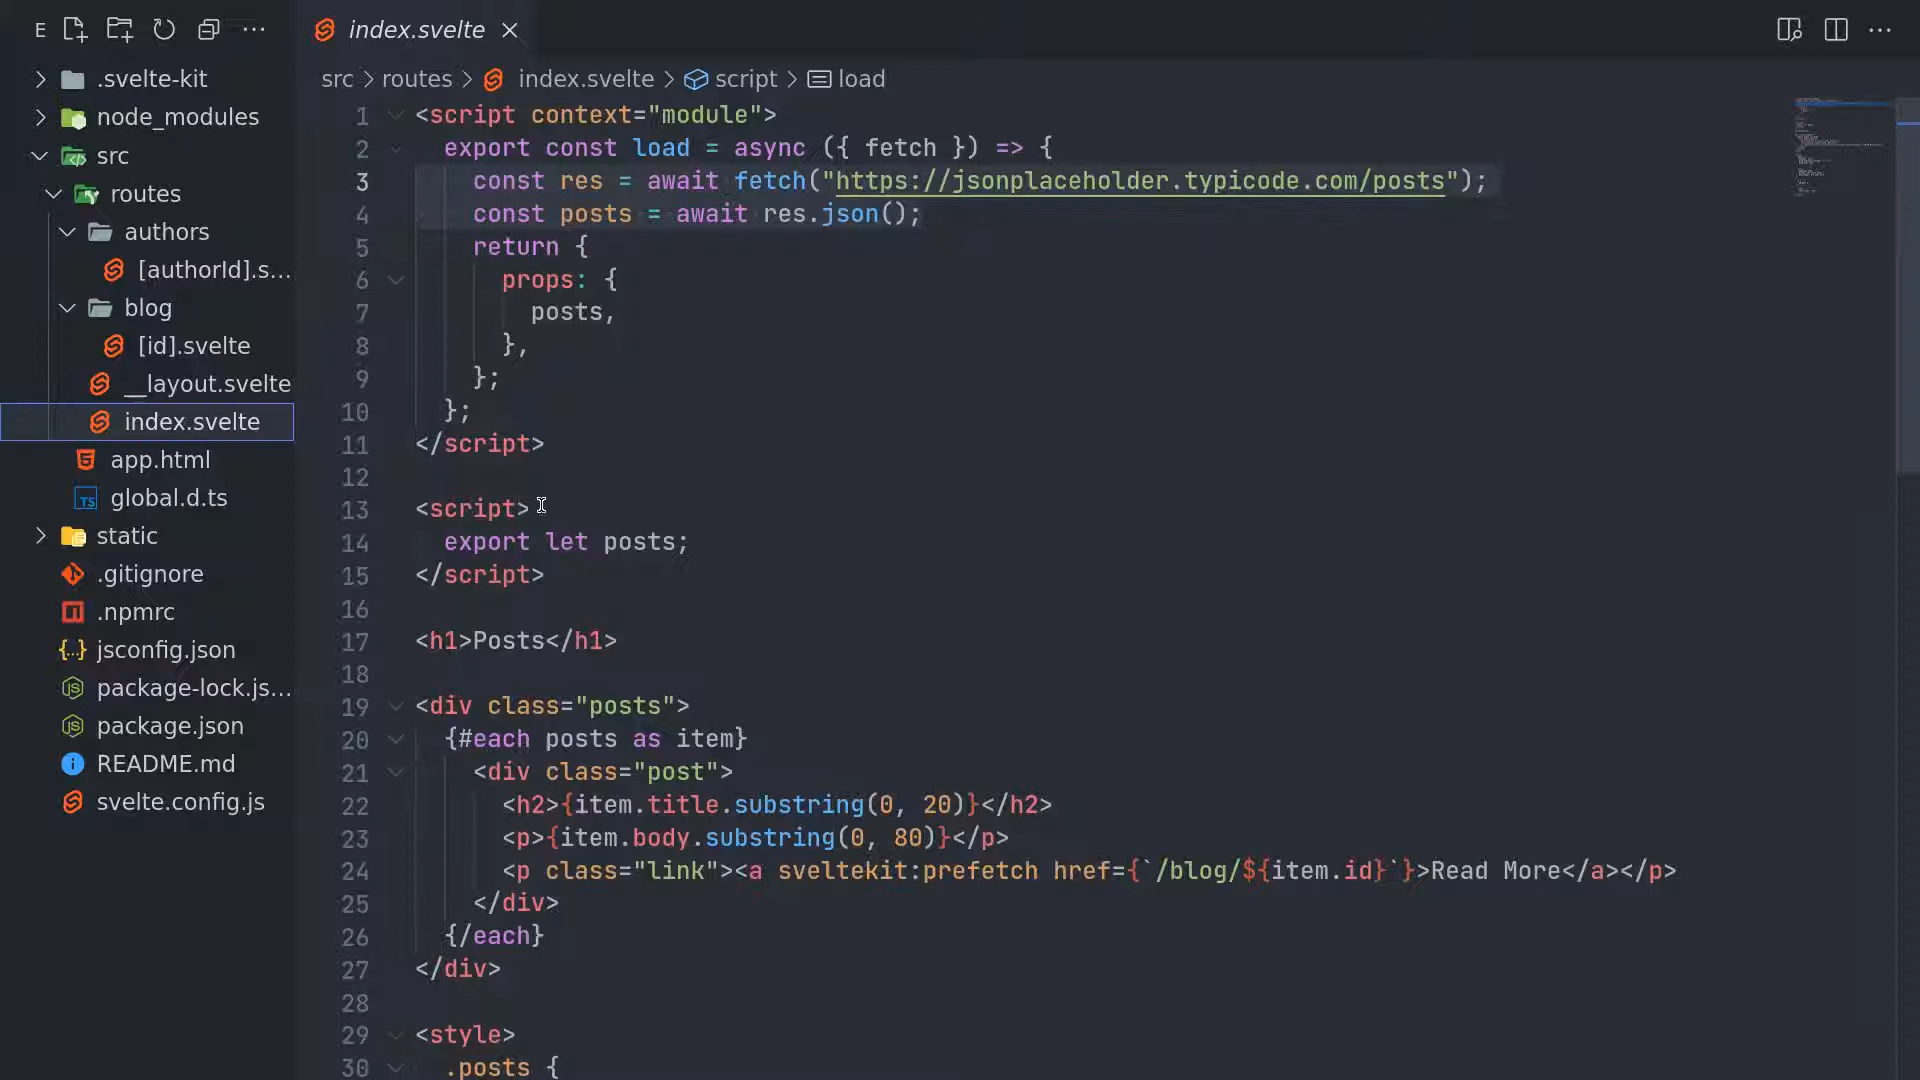 E
.svelte-kit
node_modules
src
routes
authors
[authorId].s...
blog
[id].svelte
__layout.svelte
index.svelte
app.html
global.d.ts
static
.gitignore
.npmrc
jsconfig.json
package-lock.js...
package.json
README.md
svelte.config.js
index.svelte
src > routes > index.svelte > script > load
1 <script context="module">
2 export const load = async ({ fetch }) => {
3 const res = await fetch("https://jsonplaceholder.typicode.com/posts");
4 const posts = await res.json();
5 return {
6 props: {
7 posts,
8 },
9 };
10 };
11 </script>
12
13 <script>
14 export let posts;
15 </script>
16
17 <h1>Posts</h1>
18
19 <div class="posts">
20 {#each posts as item}
21 <div class="post">
22 <h2>{item.title.substring(0, 20)}</h2>
23 <p>{item.body.substring(0, 80)}</p>
24 <p class="link"><a sveltekit:prefetch href={`/blog/${item.id}`}>Read More</a></p>
25 </div>
26 {/each}
27 </div>
28
29 <style>
30 .posts {